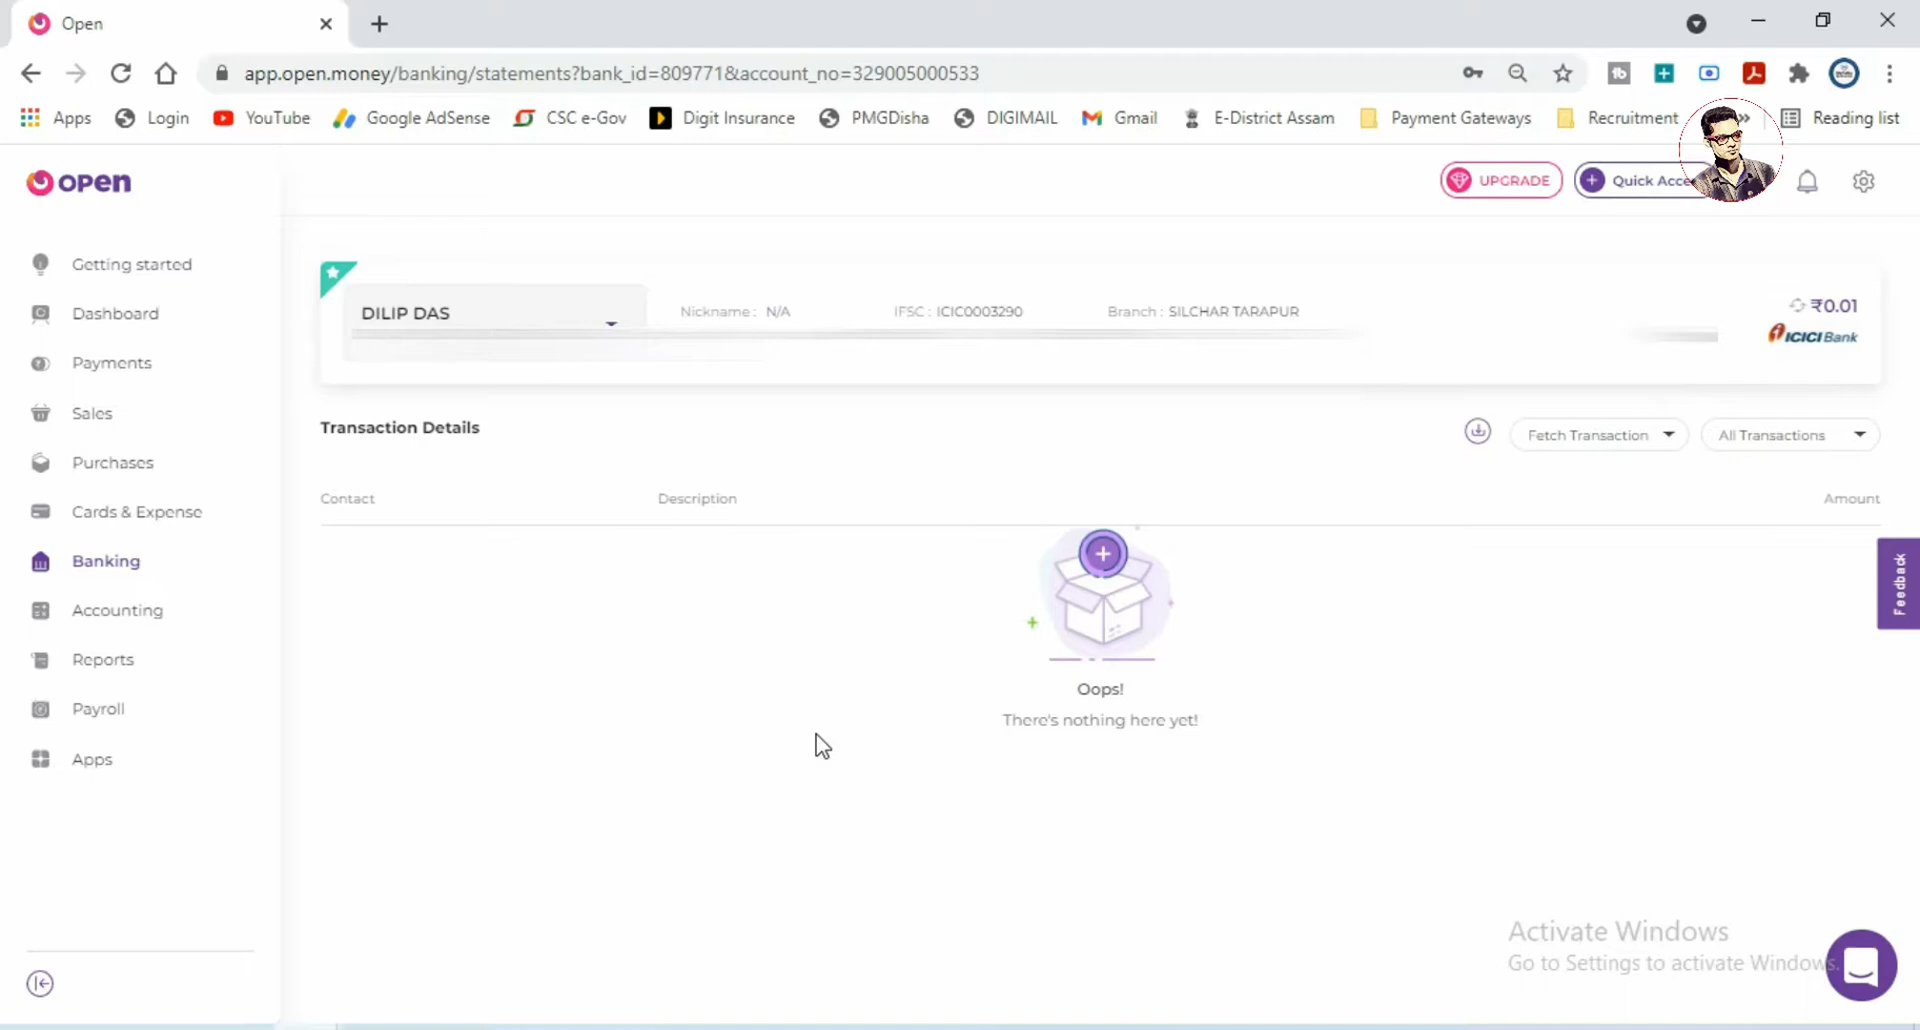 Open
app.open.money/banking/statements?bank_id=809771&account_no=329005000533
Apps Login YouTube Google AdSense CSC e-Gov Digit Insurance PMGDisha DIGIMAIL Gmail E-District Assam Payment Gateways Recruitment » Reading list
open
UPGRADE
Quick Acce
Getting started
Dashboard
Payments
Sales
Purchases
Cards & Expense
Banking
Accounting
Reports
Payroll
Apps
DILIP DAS
Nickname : N/A
IFSC : ICIC0003290
Branch : SILCHAR TARAPUR
₹0.01
ICICI Bank
Transaction Details
Fetch Transaction
All Transactions
Contact Description Amount
Oops!
There's nothing here yet!
Feedback
Activate Windows
Go to Settings to activate Windows.